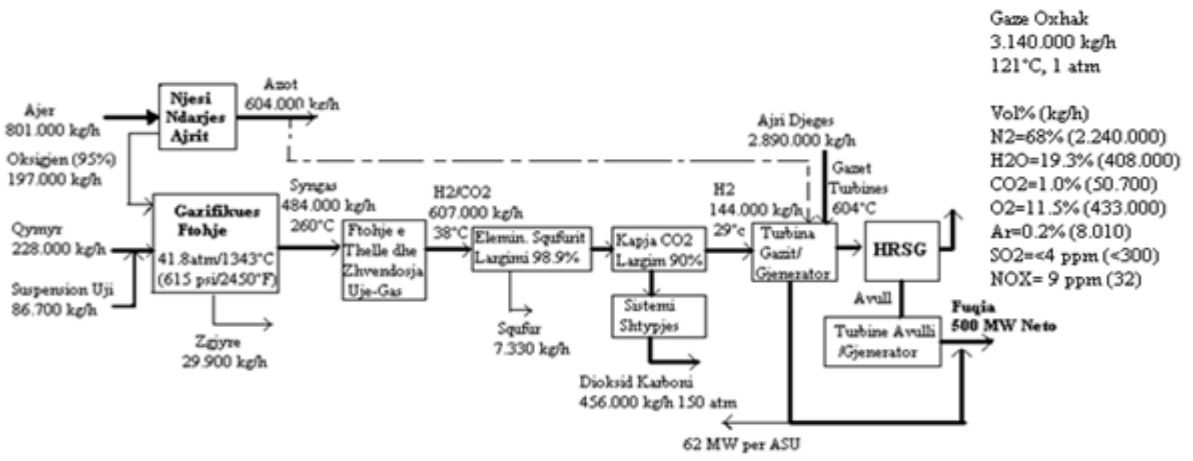 Gaze Oxhak
3.140.000 kg/h
121°C, 1 atm
Vol% (kg/h)
N2=68% (2.240.000)
H2O=19.3% (408.000)
CO2=1.0% (50.700)
O2=11.5% (433.000)
Ar=0.2% (8.010)
SO2=<4 ppm (<300)
NOX= 9 ppm (32)
Ajer
801.000 kg/h
Njesi
Ndarjes
Ajrit
Azot
604.000 kg/h
Oksigjen (95%)
197.000 kg/h
Ajri Djeges
2.890.000 kg/h
Qymyr
228.000 kg/h
Suspension Uji
86.700 kg/h
Gazifikues
Ftohje
41.8atm/1343°C
(615 psi/2450°F)
Zgjyre
29.900 kg/h
Syngas
484.000 kg/h
260°C
Ftohje e
Thelle dhe
Zhvendosja
Uje-Gas
H2/CO2
607.000 kg/h
38°C
Elemin. Squfurit
Largimi 98.9%
Squfur
7.330 kg/h
Kapja CO2
Largim 90%
Sistemi
Shtypjes
Dioksid Karboni
456.000 kg/h 150 atm
H2
144.000 kg/h
29°c
Gazet
Turbines
604°C
Turbina
Gazit/
Gjenerator
HRSG
Avull
Turbine Avulli
/Gjenerator
Fuqia
500 MW Neto
62 MW per ASU